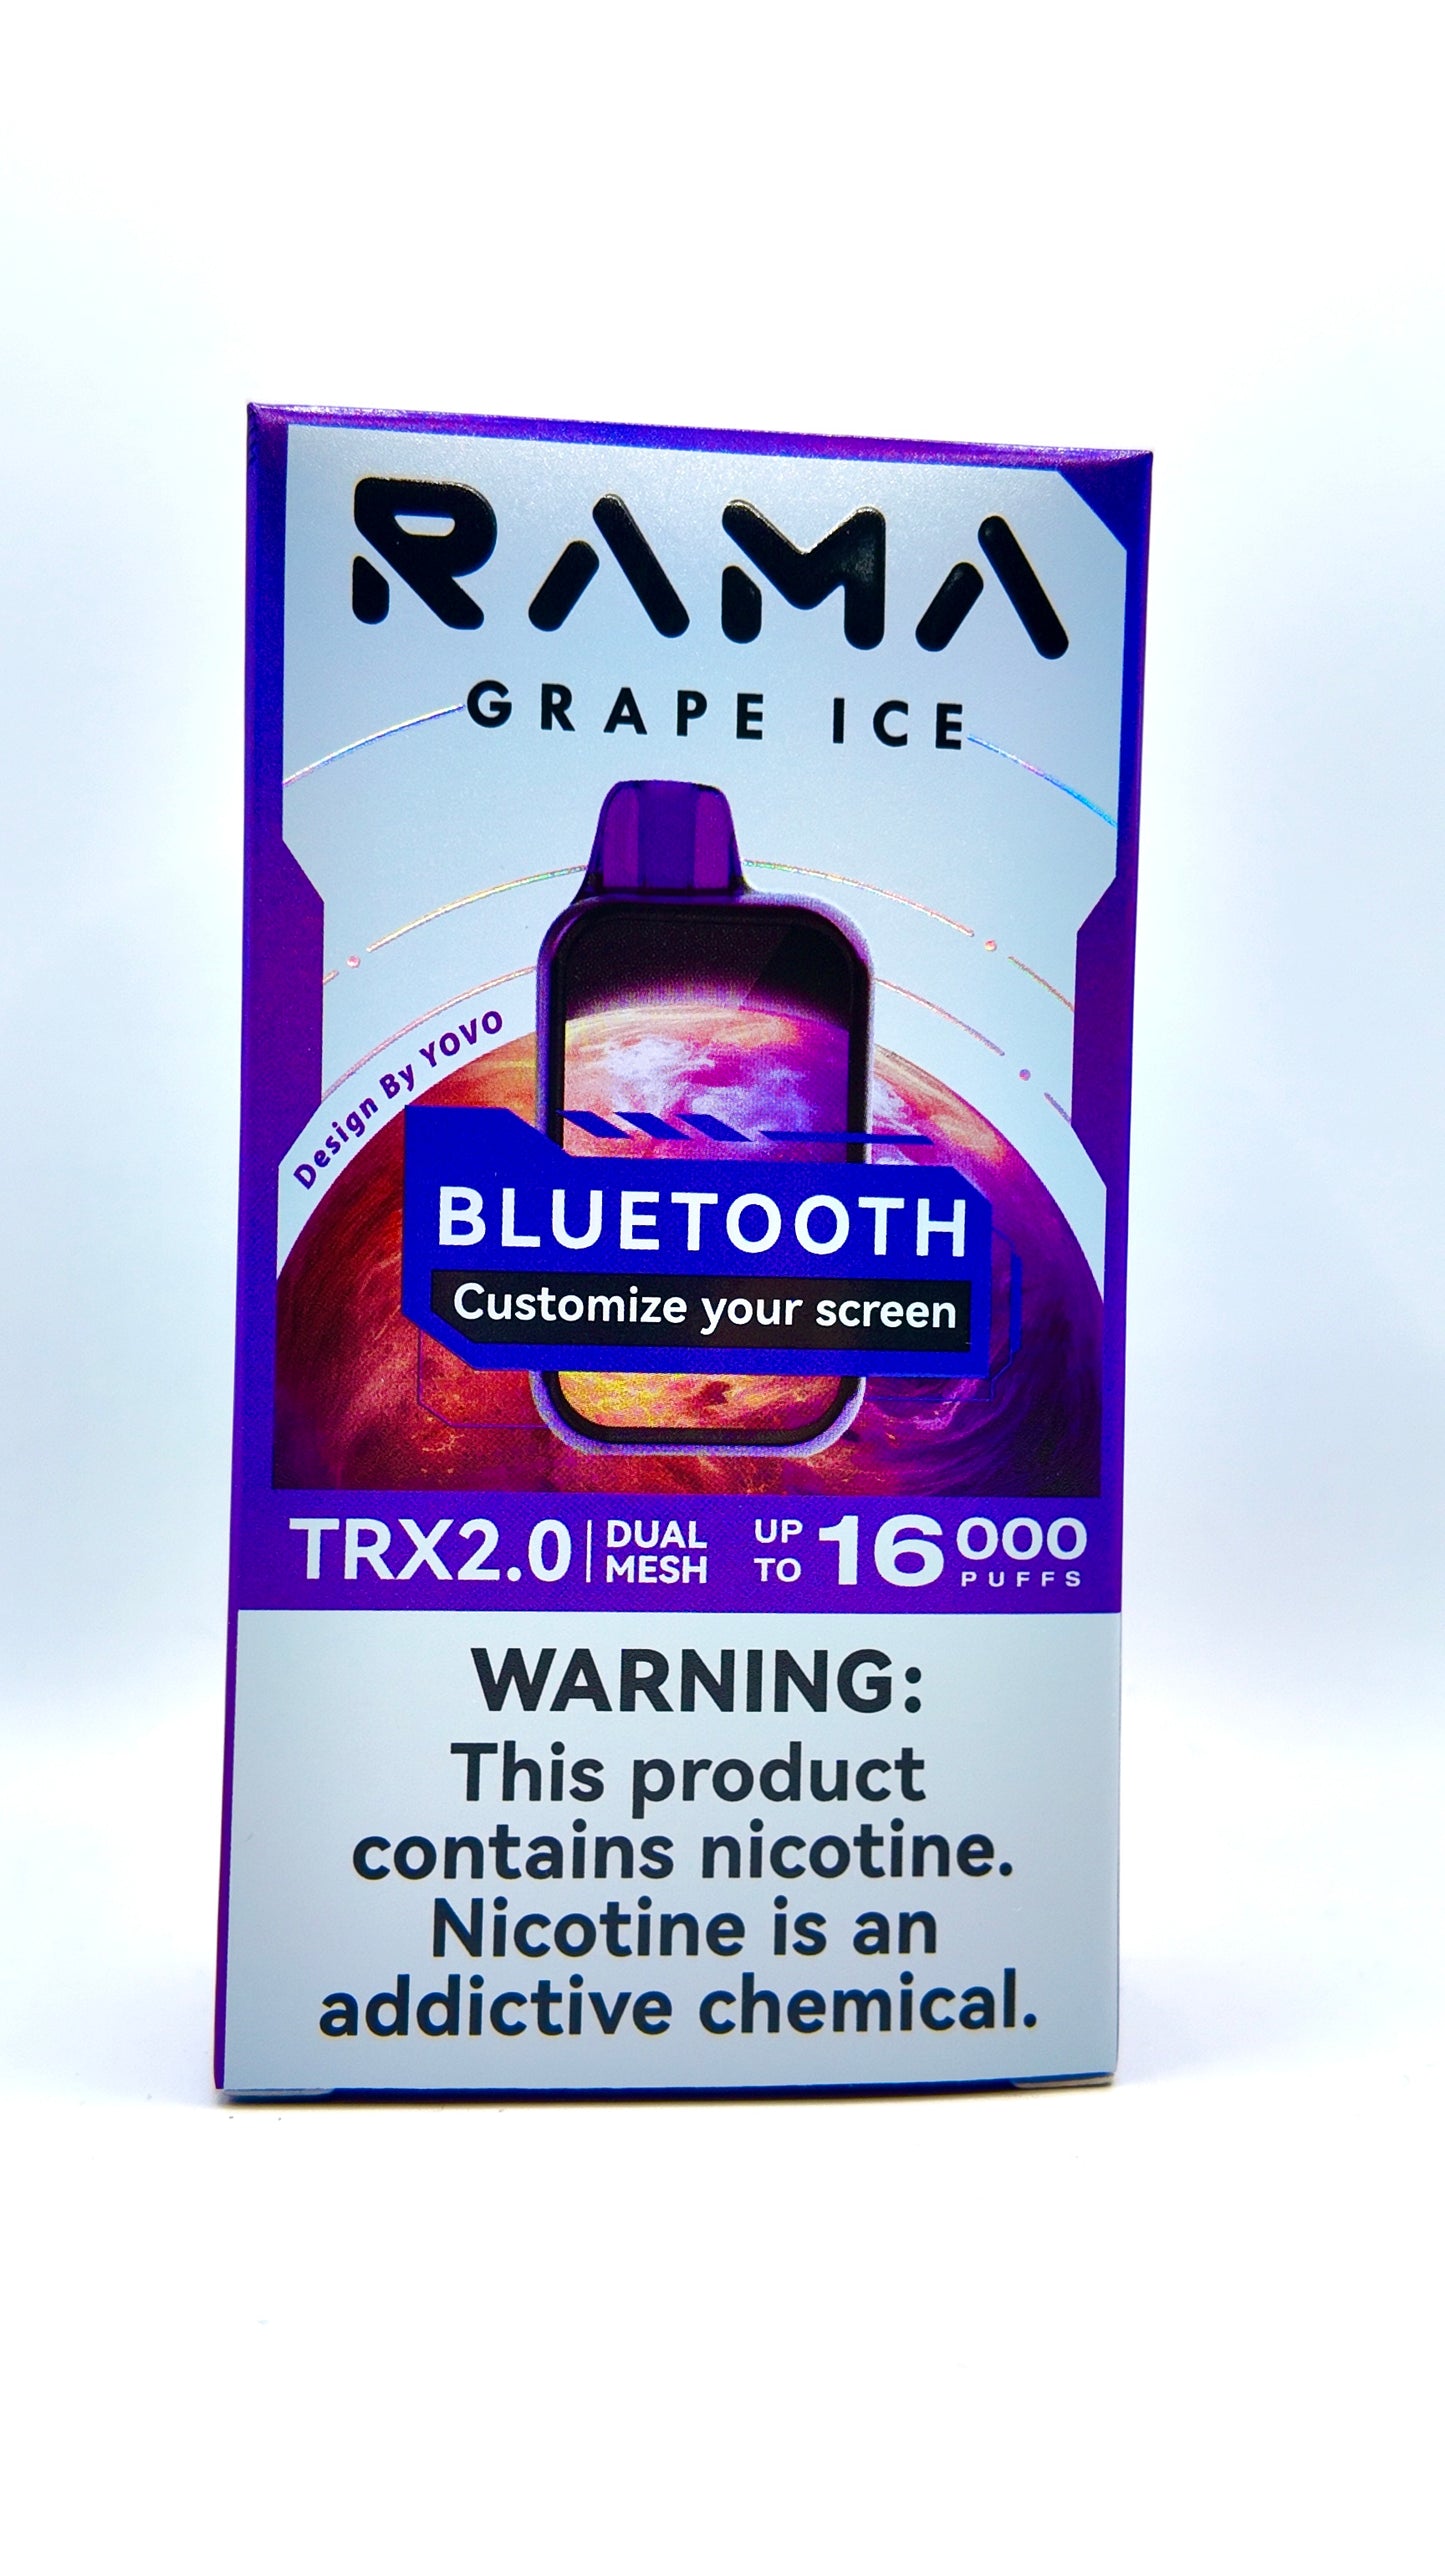 RAMA
GRAPE ICE
Design By YOVO
BLUETOOTH
Customize your screen
TRX2.0 DUAL MESH UP TO 16000 PUFFS
WARNING:
This product
contains nicotine.
Nicotine is an
addictive chemical.